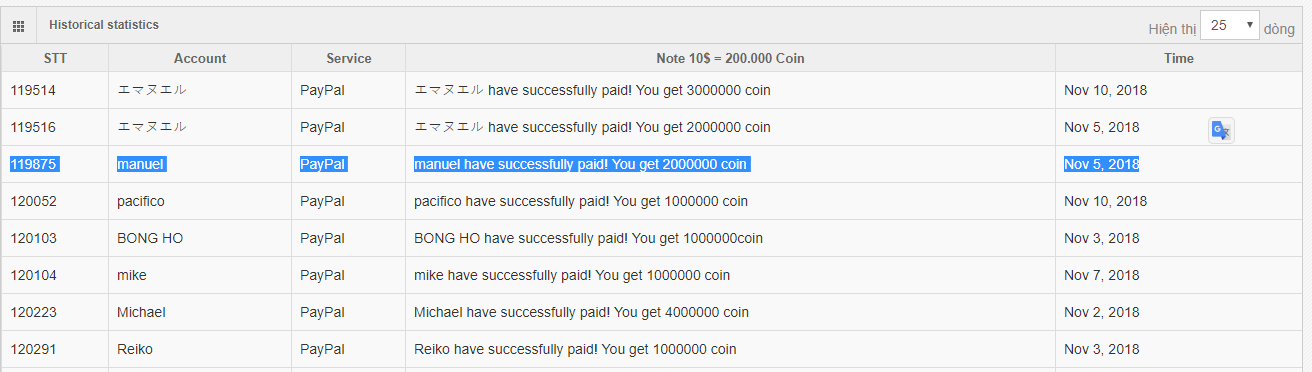 Historical statistics
Hiện thị 25 dòng
STT Account Service Note 10$ = 200.000 Coin Time
119514 エマヌエル PayPal エマヌエル have successfully paid! You get 3000000 coin Nov 10, 2018
119516 エマヌエル PayPal エマヌエル have successfully paid! You get 2000000 coin Nov 5, 2018
119875 manuel PayPal manuel have successfully paid! You get 2000000 coin Nov 5, 2018
120052 pacifico PayPal pacifico have successfully paid! You get 1000000 coin Nov 10, 2018
120103 BONG HO PayPal BONG HO have successfully paid! You get 1000000coin Nov 3, 2018
120104 mike PayPal mike have successfully paid! You get 1000000 coin Nov 7, 2018
120223 Michael PayPal Michael have successfully paid! You get 4000000 coin Nov 2, 2018
120291 Reiko PayPal Reiko have successfully paid! You get 1000000 coin Nov 3, 2018